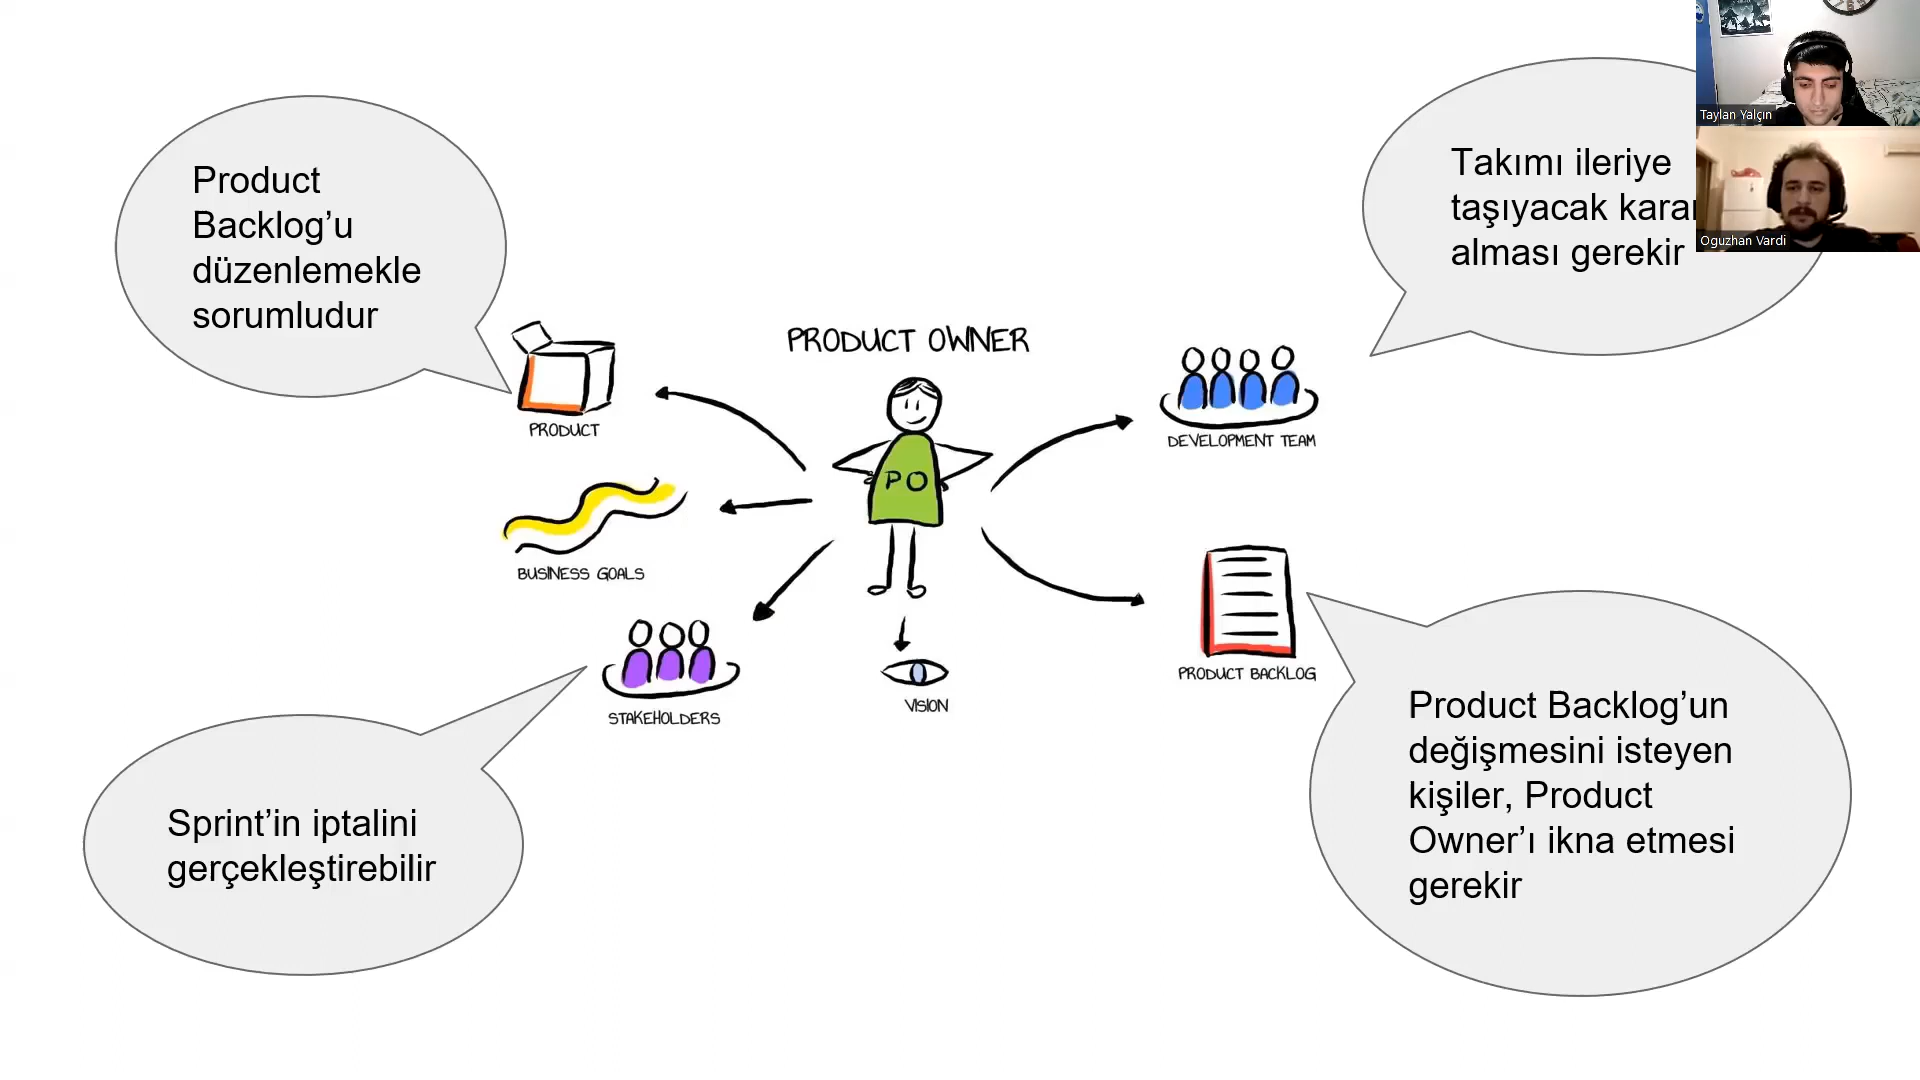 Product
Backlog’u
düzenlemekle
sorumludur
Takımı ileriye
taşıyacak
alması gerekir
Taylan Yalçın
Oguzhan Vardi
PRODUCT OWNER
PO
PRODUCT
DEVELOPMENT TEAM
BUSINESS GOALS
STAKEHOLDERS
VISION
PRODUCT BACKLOG
Sprint’in iptalini
gerçekleştirebilir
Product Backlog’un
değişmesini isteyen
kişiler, Product
Owner’ı ikna etmesi
gerekir